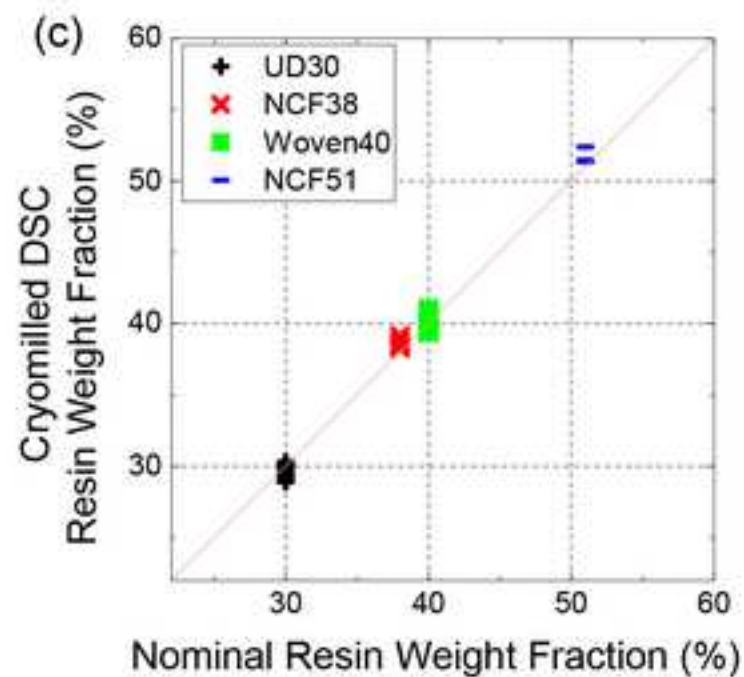 (c)
60
50
40
30
UD30
NCF38
Woven40
NCF51
Cryomilled DSC
Resin Weight Fraction (%)
30
40
50
60
Nominal Resin Weight Fraction (%)